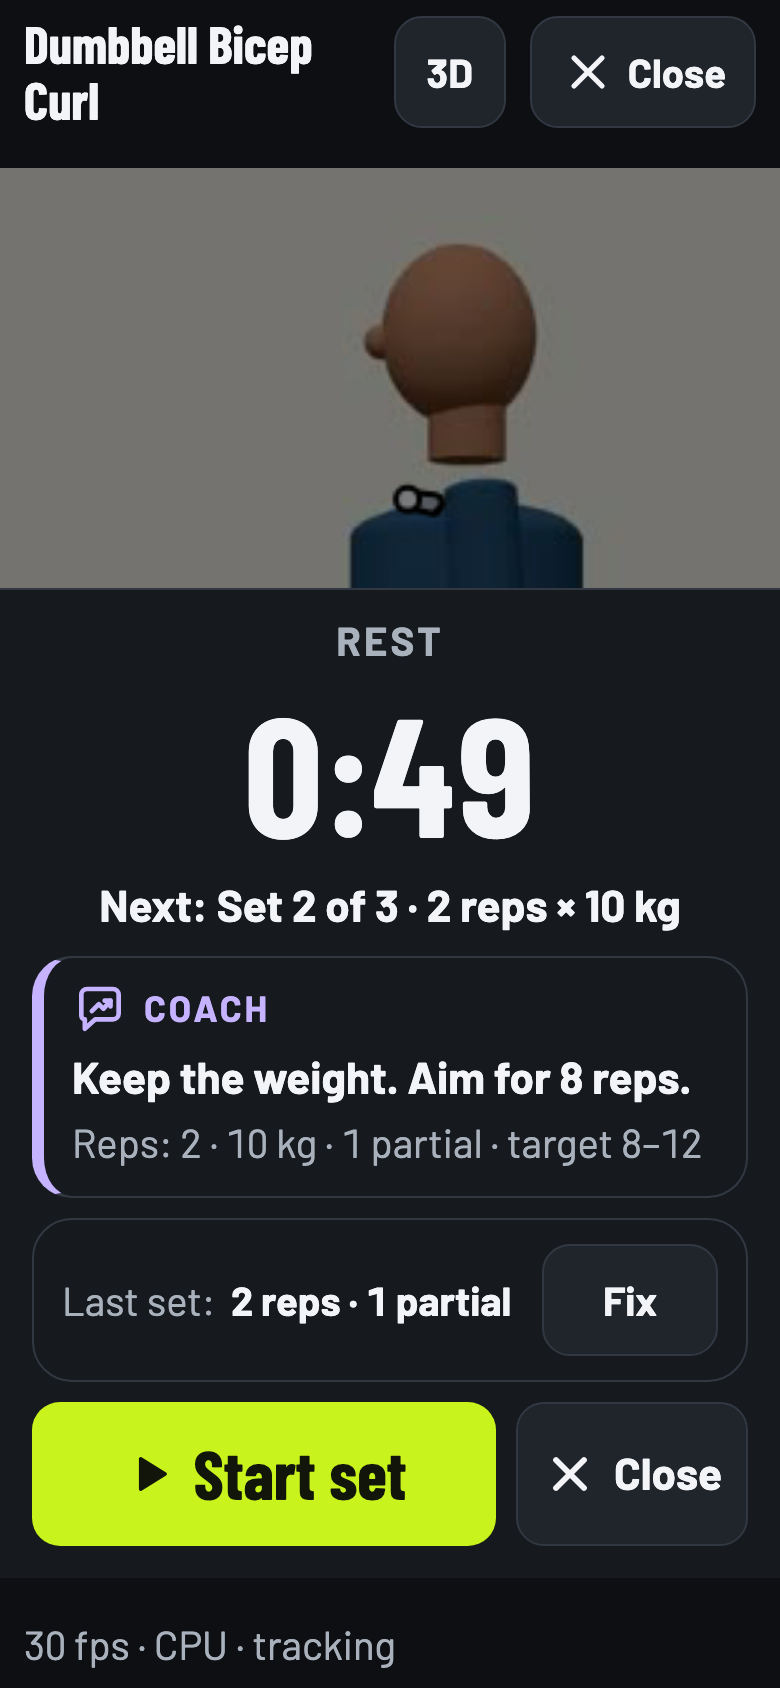 Dumbbell Bicep
Curl
3D
Close
REST
0:49
Next: Set 2 of 3 · 2 reps × 10 kg
COACH
Keep the weight. Aim for 8 reps.
Reps: 2 · 10 kg · 1 partial · target 8–12
Last set: 2 reps · 1 partial
Fix
Start set
Close
30 fps · CPU · tracking